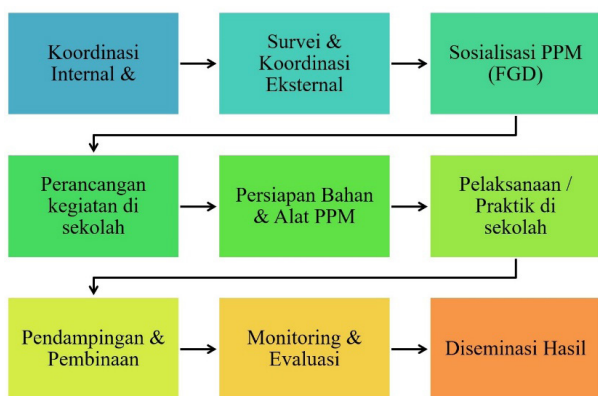 Koordinasi
Internal &
Survei &
Koordinasi
Eksternal
Sosialisasi PPM
(FGD)
Perancangan
kegiatan di
sekolah
Persiapan Bahan
& Alat PPM
Pelaksanaan /
Praktik di
sekolah
Pendampingan &
Pembinaan
Monitoring &
Evaluasi
Diseminasi Hasil